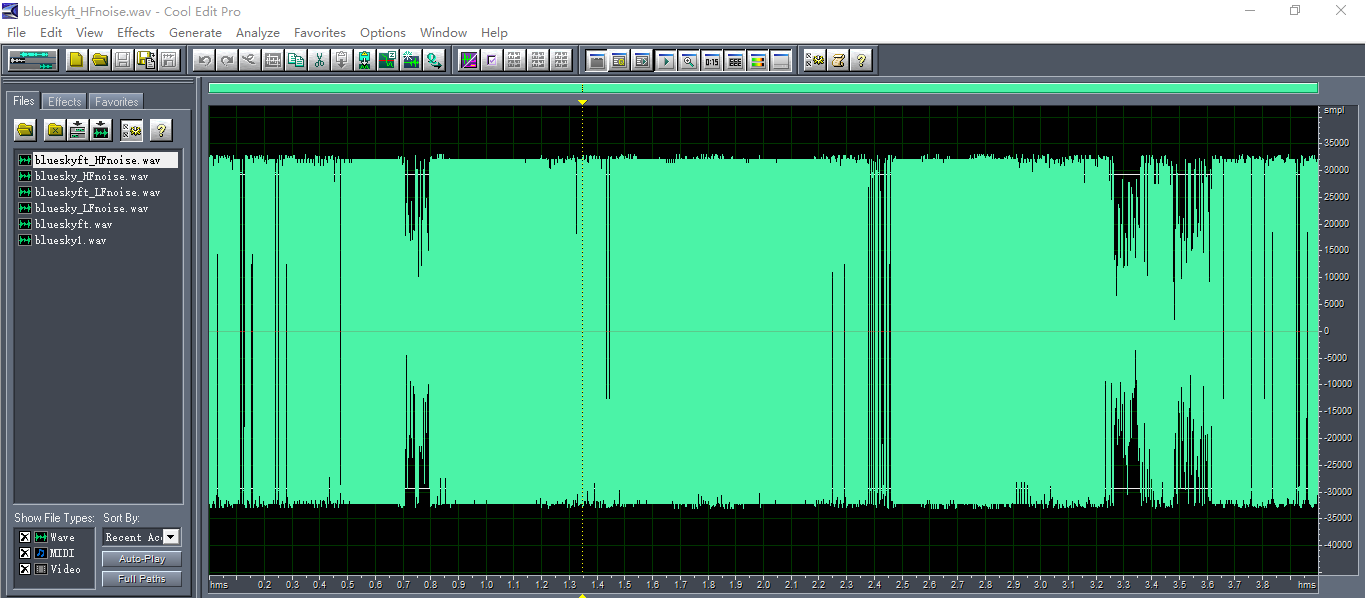 blueskyft_HFnoise.wav - Cool Edit Pro
File Edit View Effects Generate Analyze Favorites Options Window Help
0:15
Files Effects Favorites
blueskyft_HFnoise.wav
bluesky_HFnoise.wav
blueskyft_LFnoise.wav
bluesky_LFnoise.wav
blueskyft.wav
bluesky1.wav
Show File Types: Sort By:
Wave
MIDI
Video
Recent Ac
Auto-Play
Full Paths
smpl
35000
30000
25000
20000
15000
10000
5000
0
-5000
-10000
-15000
-20000
-25000
-30000
-35000
-40000
hms 0.2 0.3 0.4 0.5 0.6 0.7 0.8 0.9 1.0 1.1 1.2 1.3 1.4 1.5 1.6 1.7 1.8 1.9 2.0 2.1 2.2 2.3 2.4 2.5 2.6 2.7 2.8 2.9 3.0 3.1 3.2 3.3 3.4 3.5 3.6 3.7 3.8 hms